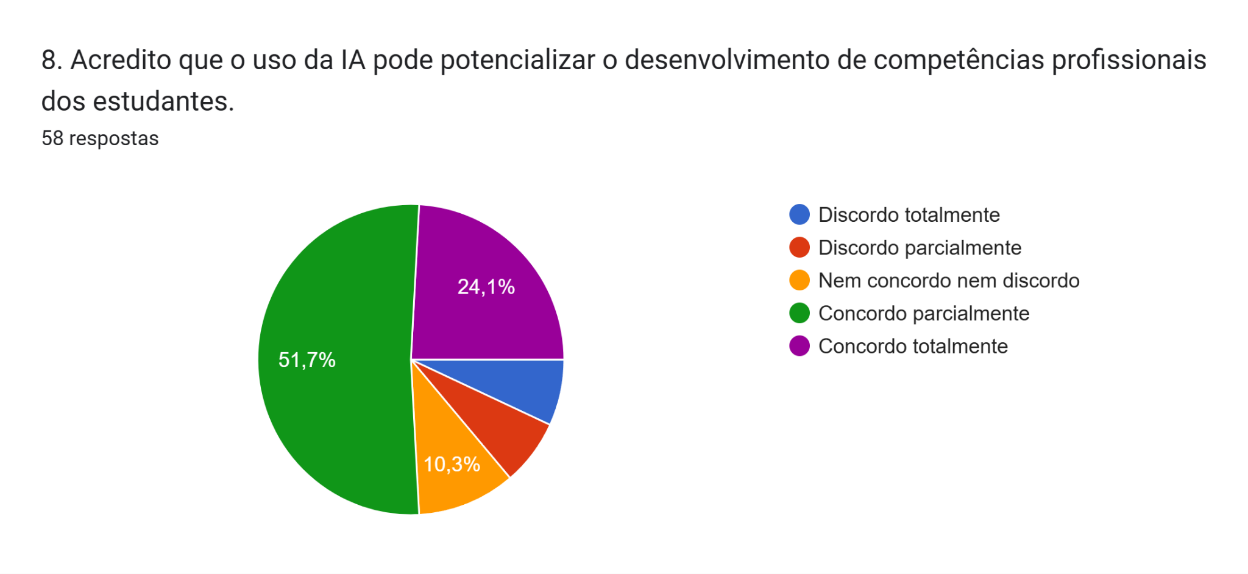 8. Acredito que o uso da IA pode potencializar o desenvolvimento de competências profissionais
dos estudantes.
58 respostas
24,1%
51,7%
10,3%
Discordo totalmente
Discordo parcialmente
Nem concordo nem discordo
Concordo parcialmente
Concordo totalmente